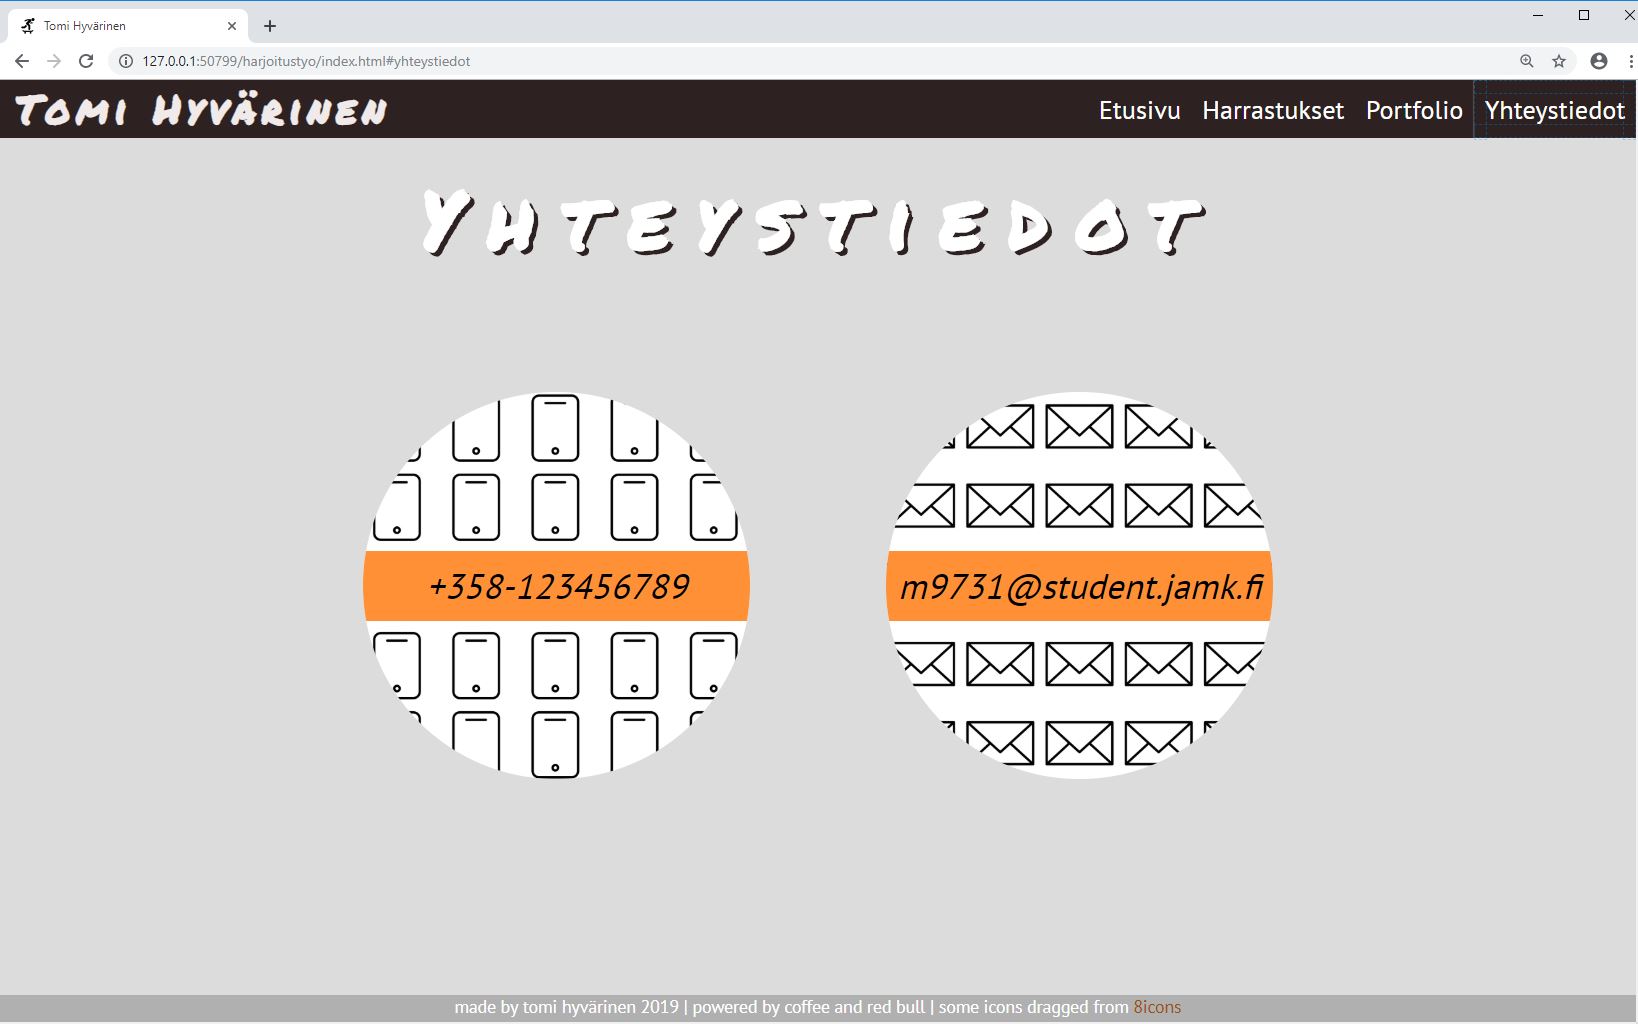 Tomi Hyvärinen
127.0.0.1:50799/harjoitustyo/index.html#yhteystiedot
Tomi Hyvärinen
Etusivu Harrastukset Portfolio Yhteystiedot
Yhteystiedot
+358-123456789
m9731@student.jamk.fi
made by tomi hyvärinen 2019 | powered by coffee and red bull | some icons dragged from 8icons